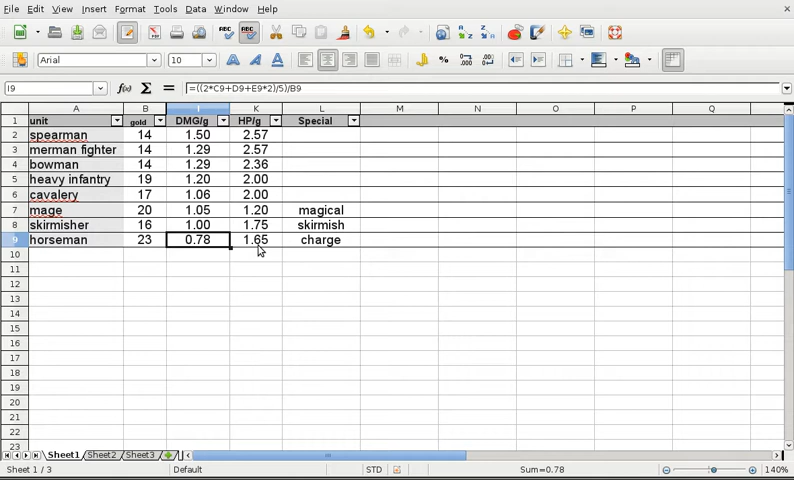 File Edit View Insert Format Tools Data Window Help
ABC ABC
Arial 10
I9 =((2*C9+D9+E9*2)/5)/B9
A B I K L M N O P Q
1 unit gold DMG/g HP/g Special
2 spearman 14 1.50 2.57
3 merman fighter 14 1.29 2.57
4 bowman 14 1.29 2.36
5 heavy infantry 19 1.20 2.00
6 cavalery 17 1.06 2.00
7 mage 20 1.05 1.20 magical
8 skirmisher 16 1.00 1.75 skirmish
9 horseman 23 0.78 1.65 charge
10
11
12
13
14
15
16
17
18
19
20
21
22
23
Sheet1 Sheet2 Sheet3
Sheet 1 / 3 Default STD Sum=0.78 140%